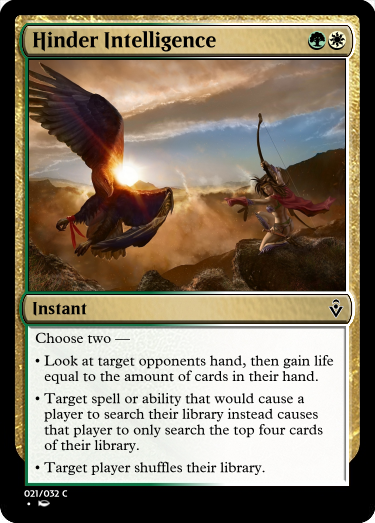 Hinder Intelligence
Instant
Choose two —
• Look at target opponents hand, then gain life
equal to the amount of cards in their hand.
• Target spell or ability that would cause a
player to search their library instead causes
that player to only search the top four cards
of their library.
• Target player shuffles their library.
021/032 C
•